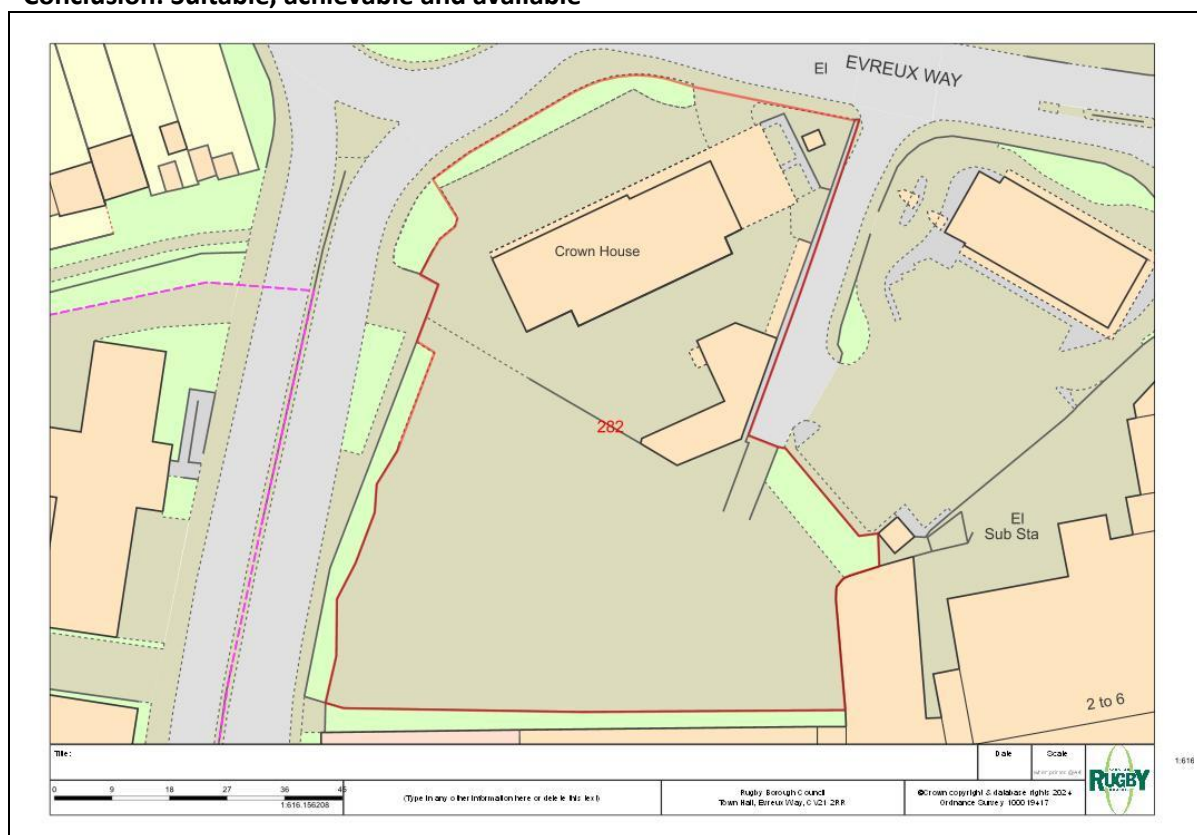 Conclusion: Suitable, achievable and available
El
EVREUX WAY
Crown House
282
El
Sub Sta
2 to 6
Title:
Date
Scale
0 9 18 27 36 45
1:616.156208
(Type in any other information here or delete this text)
Rugby Borough Council
Town Hall, Evreux Way, CV21 2RR
©Crown copyright & database rights 2024
Ordnance Survey 100019417
RUGBY
1:616